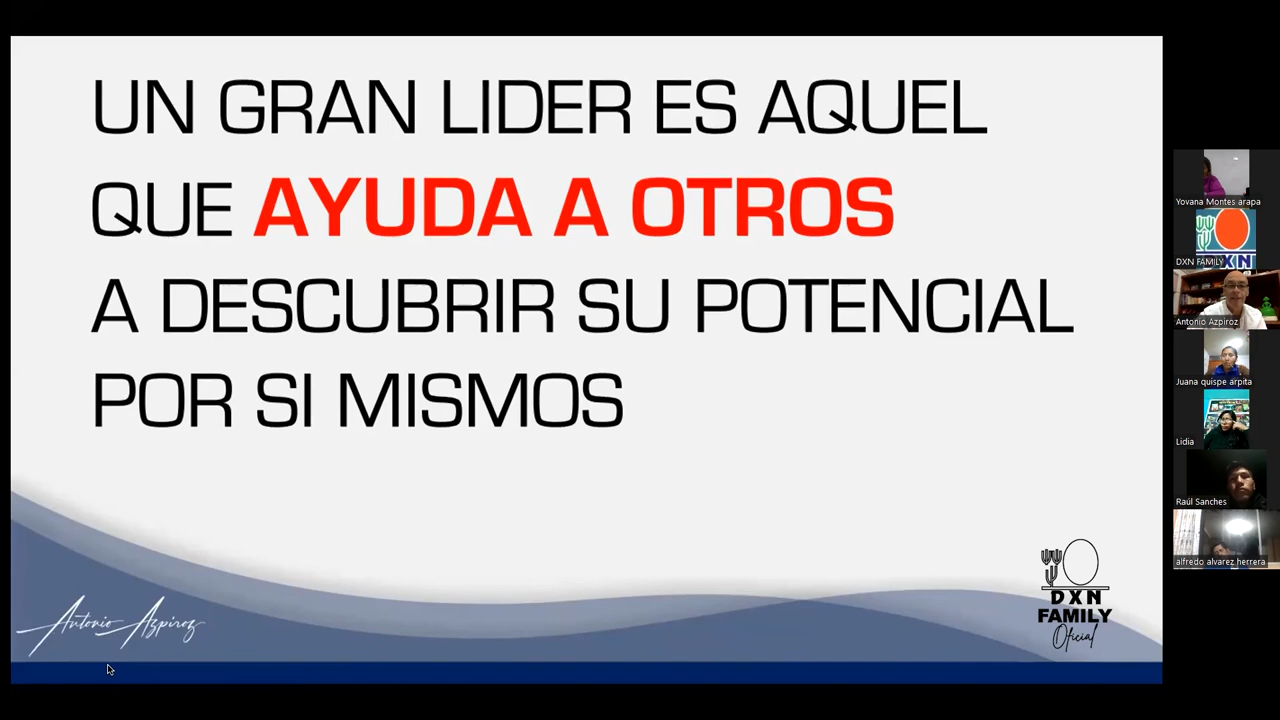 UN GRAN LIDER ES AQUEL
QUE AYUDA A OTROS
A DESCUBRIR SU POTENCIAL
POR SI MISMOS
Antonio Azpiroz
DXN
FAMILY
Oficial
Yovana Montes arapa
DXN FAMILY
DXN
Antonio Azpiroz
Juana quispe arpita
Lidia
Raúl Sanches
alfredo alvarez herrera